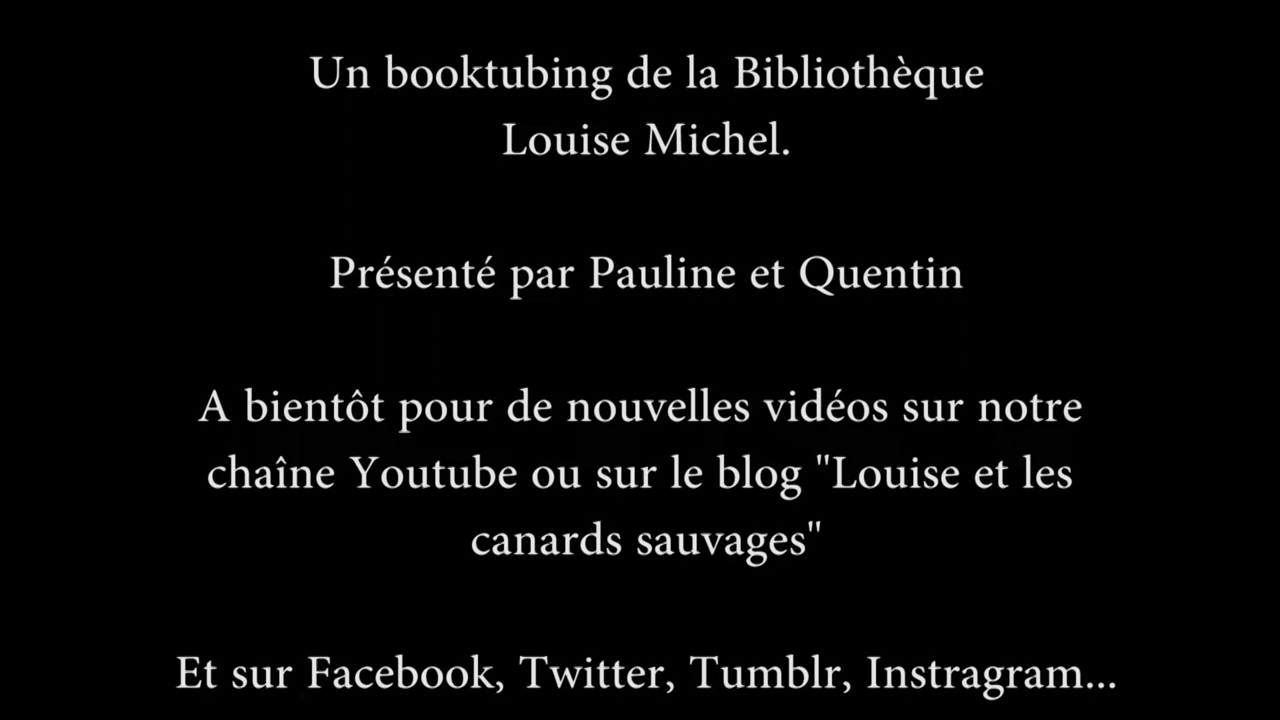 Un booktubing de la Bibliothèque
Louise Michel.
Présenté par Pauline et Quentin
A bientôt pour de nouvelles vidéos sur notre
chaîne Youtube ou sur le blog "Louise et les
canards sauvages"
Et sur Facebook, Twitter, Tumblr, Instragram...